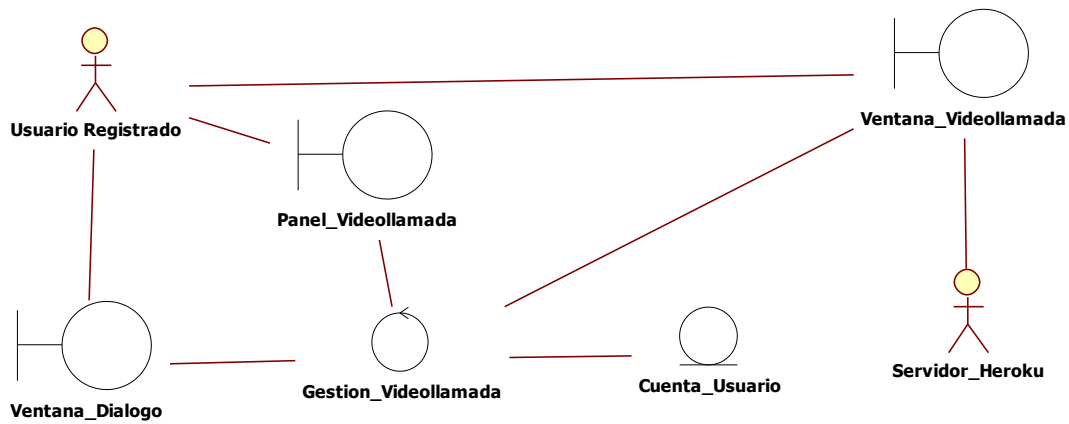 Usuario Registrado
Ventana_Videollamada
Panel_Videollamada
Ventana_Dialogo
Gestion_Videollamada
Cuenta_Usuario
Servidor_Heroku